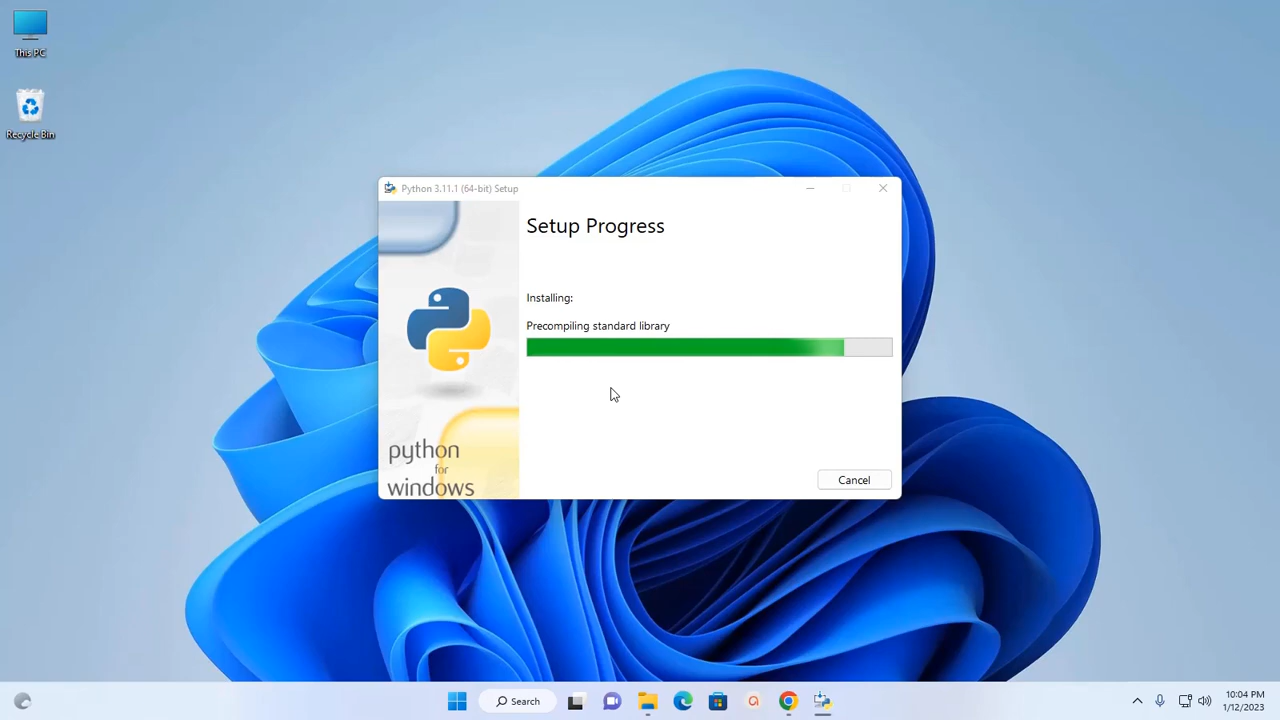 This PC
Recycle Bin
Python 3.11.1 (64-bit) Setup
Setup Progress
Installing:
Precompiling standard library
python
for
windows
Cancel
Search
10:04 PM
1/12/2023